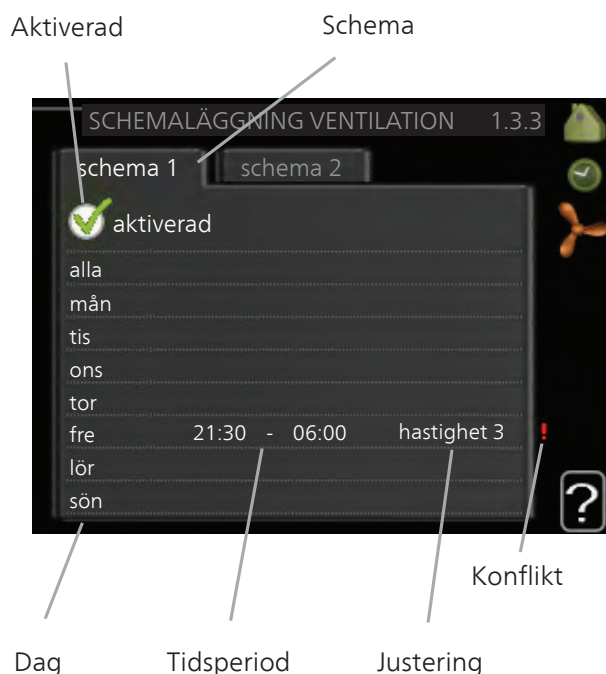 Aktiverad Schema
SCHEMALÄGGNING VENTILATION 1.3.3
schema 1 schema 2
aktiverad
alla
mån
tis
ons
tor
fre 21:30 - 06:00 hastighet 3 !
lör
sön
?
Konflikt
Dag Tidsperiod Justering